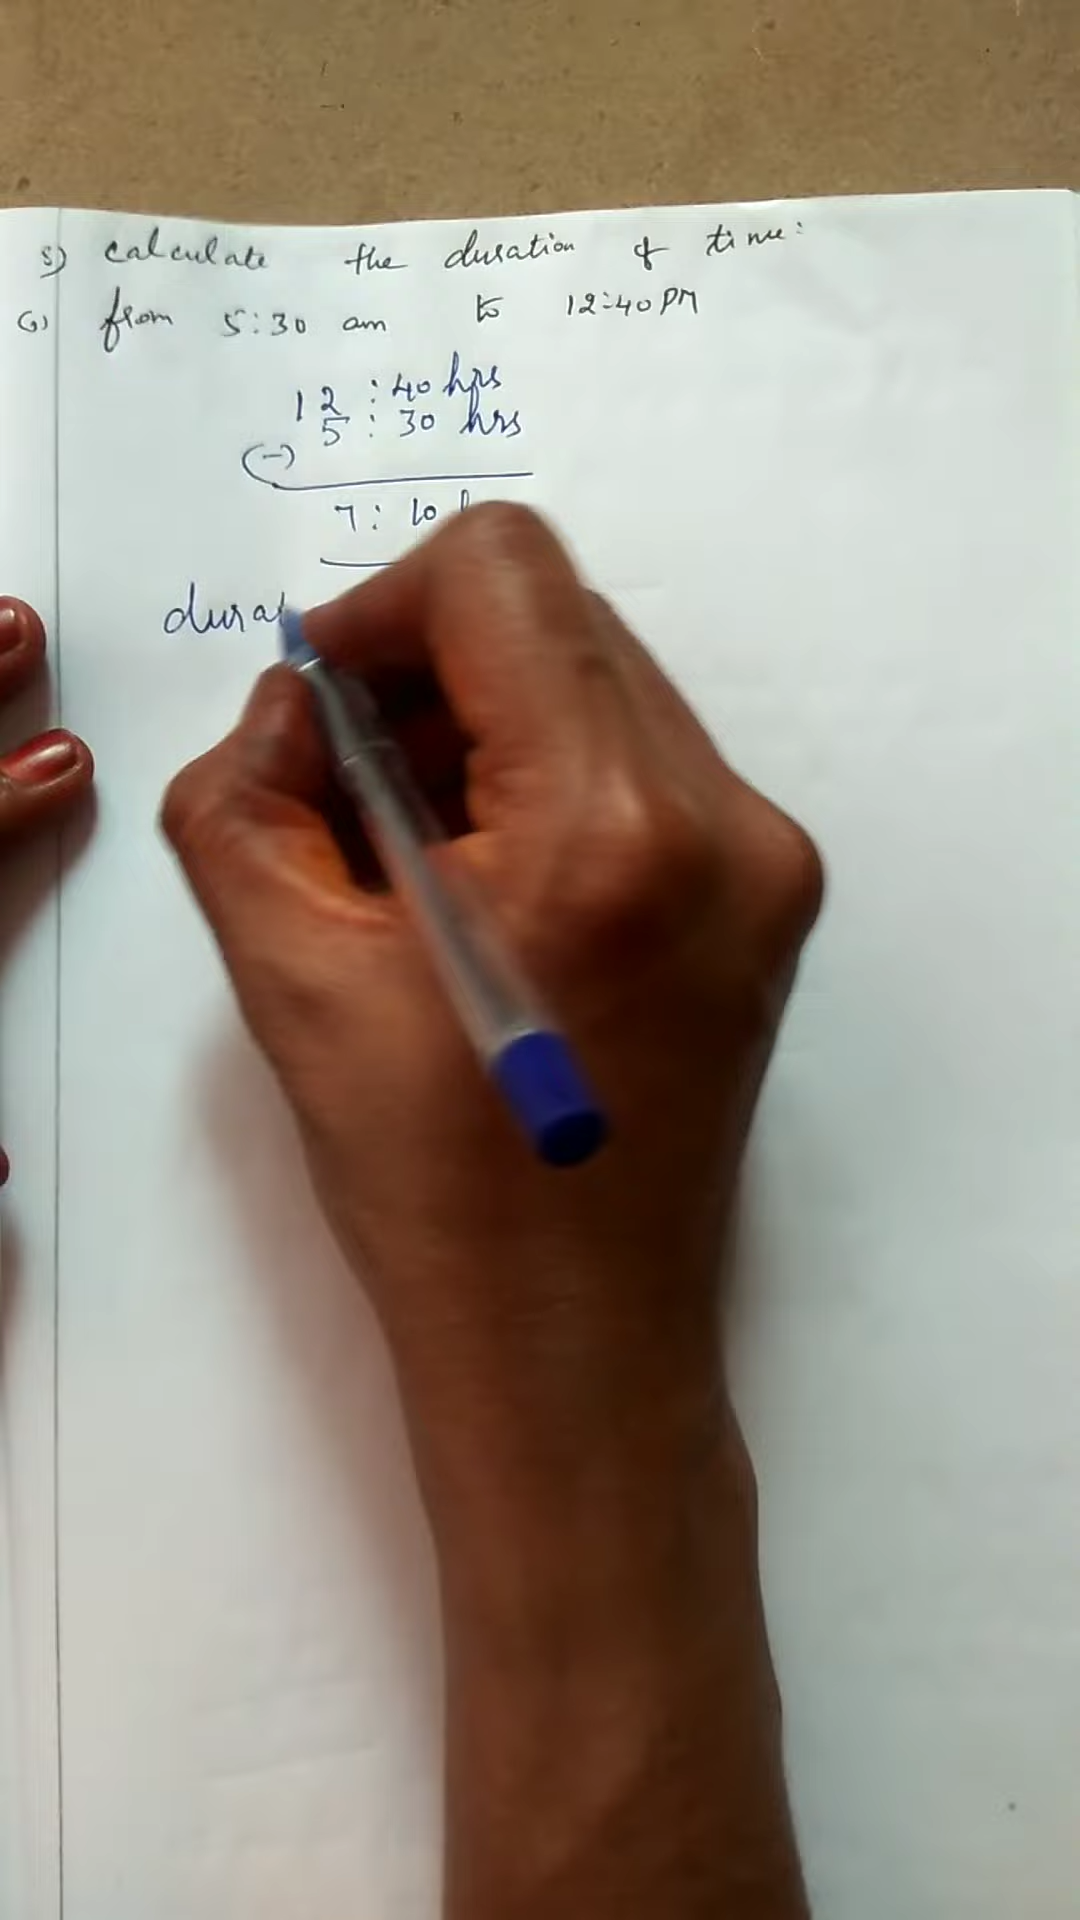 5) calculate the duration of time:
G) from 5:30 am to 12:40 PM
12 : 40 hrs
5 : 30 hrs
(-)
7 : 10
durat